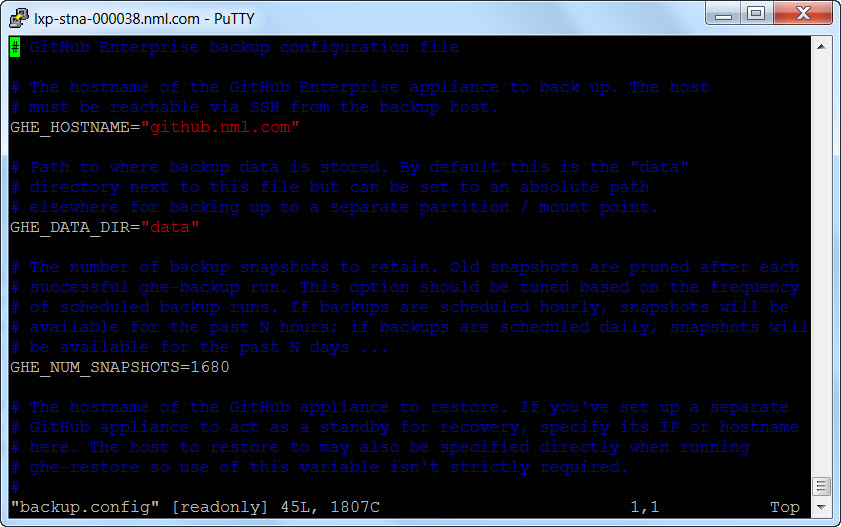 lxp-stna-000038.nml.com - PuTTY
# GitHub Enterprise backup configuration file
# The hostname of the GitHub Enterprise appliance to back up. The host
# must be reachable via SSH from the backup host.
GHE_HOSTNAME="github.nml.com"
# Path to where backup data is stored. By default this is the "data"
# directory next to this file but can be set to an absolute path
# elsewhere for backing up to a separate partition / mount point.
GHE_DATA_DIR="data"
# The number of backup snapshots to retain. Old snapshots are pruned after each
# successful ghe-backup run. This option should be tuned based on the frequency
# of scheduled backup runs. If backups are scheduled hourly, snapshots will be
# available for the past N hours; if backups are scheduled daily, snapshots will
# be available for the past N days ...
GHE_NUM_SNAPSHOTS=1680
# The hostname of the GitHub appliance to restore. If you've set up a separate
# GitHub appliance to act as a standby for recovery, specify its IP or hostname
# here. The host to restore to may also be specified directly when running
# ghe-restore so use of this variable isn't strictly required.
#
"backup.config" [readonly] 45L, 1807C 1,1 Top